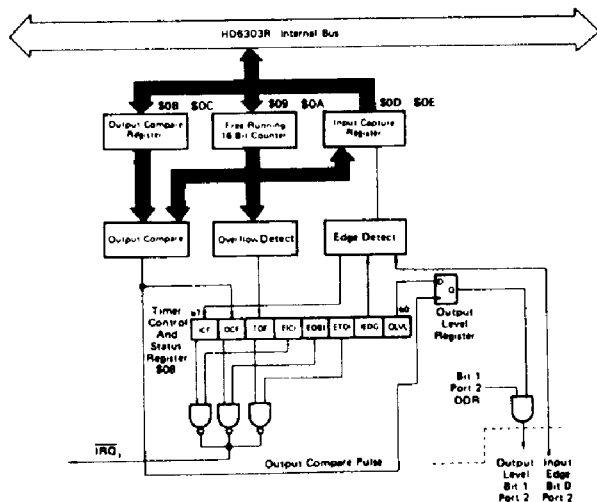 HD6303R Internal Bus
$0B $0C
$09 $0A
$0D $0E
Output Compare
Register
Free Running
16 Bit Counter
Input Capture
Register
Output Compare
Overflow Detect
Edge Detect
Timer
Control
And
Status
Register
$08
b7
b0
ICF OCF TOF EICI EOBI ETOI IEDG OLVL
D
Q
Output
Level
Register
Bit 1
Port 2
DDR
IRQ,
Output Compare Pulse
Output
Level
Bit 1
Port 2
Input
Edge
Bit 0
Port 2